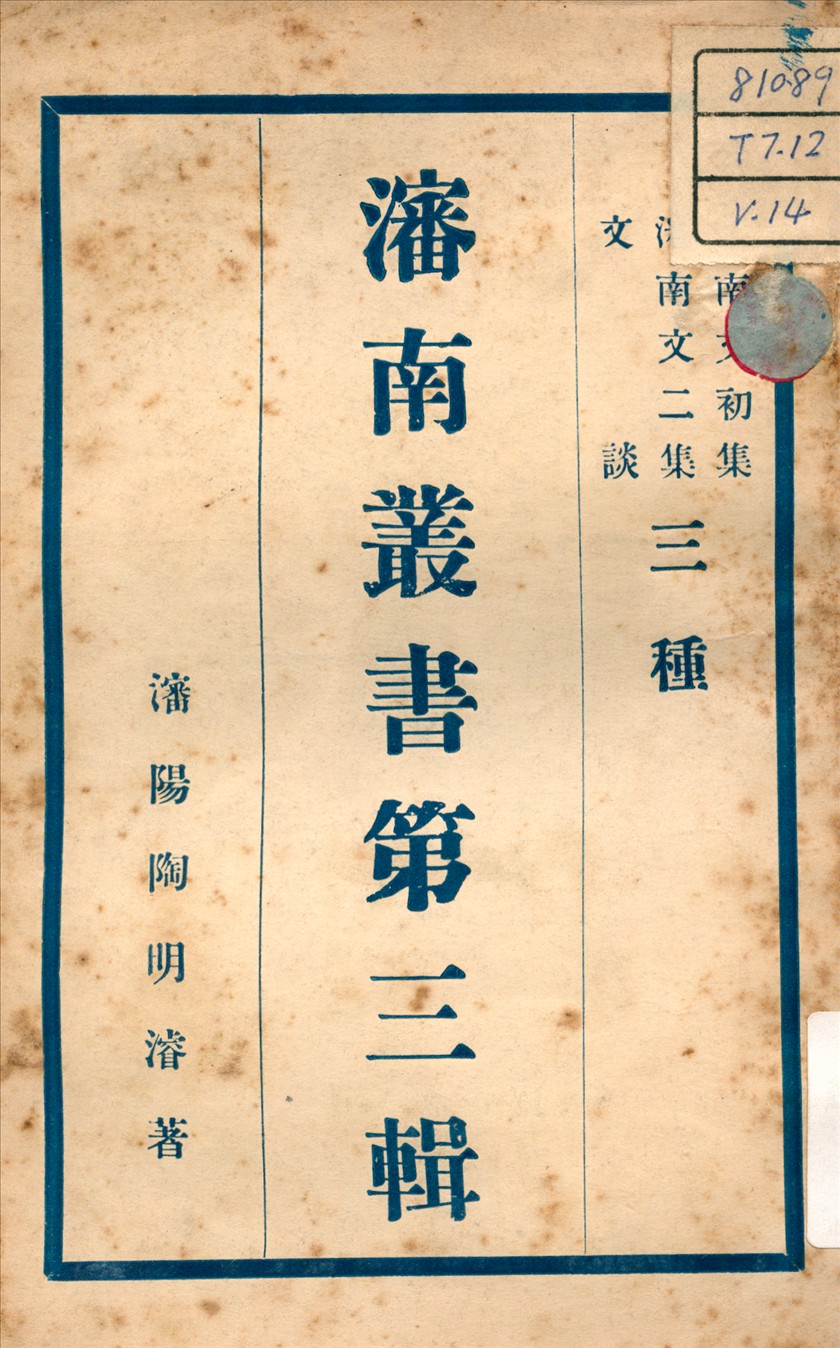 81089
T7.12
V.14
南文初集
南文二集
文談
三種
瀋南叢書第三輯
瀋陽陶明濬著